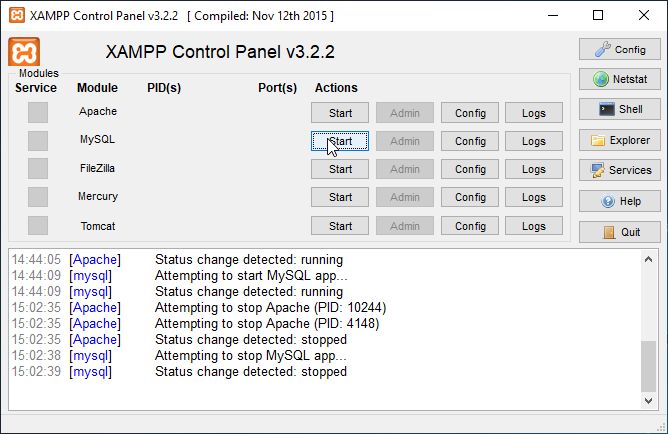 XAMPP Control Panel v3.2.2 [ Compiled: Nov 12th 2015 ]
XAMPP Control Panel v3.2.2
Config
Modules
Service Module PID(s) Port(s) Actions
Netstat
Apache Start Admin Config Logs
Shell
MySQL Start Admin Config Logs
Explorer
FileZilla Start Admin Config Logs
Services
Mercury Start Admin Config Logs
Help
Tomcat Start Admin Config Logs
Quit
14:44:05 [Apache] Status change detected: running
14:44:09 [mysql] Attempting to start MySQL app...
14:44:09 [mysql] Status change detected: running
15:02:35 [Apache] Attempting to stop Apache (PID: 10244)
15:02:35 [Apache] Attempting to stop Apache (PID: 4148)
15:02:35 [Apache] Status change detected: stopped
15:02:38 [mysql] Attempting to stop MySQL app...
15:02:39 [mysql] Status change detected: stopped